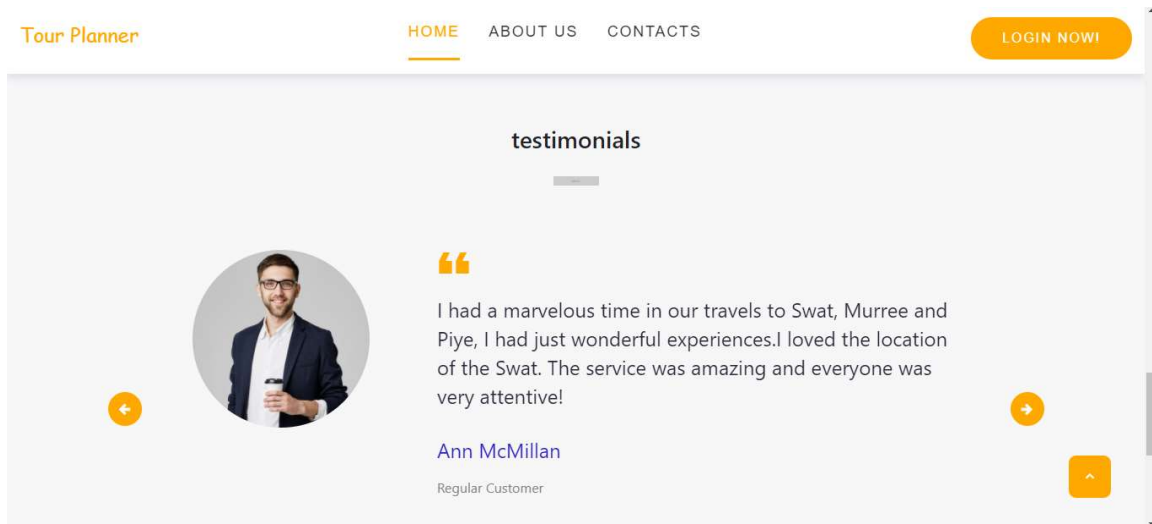 Tour Planner
HOME ABOUT US CONTACTS
LOGIN NOW!
testimonials
“
I had a marvelous time in our travels to Swat, Murree and
Piye, I had just wonderful experiences.I loved the location
of the Swat. The service was amazing and everyone was
very attentive!
Ann McMillan
Regular Customer